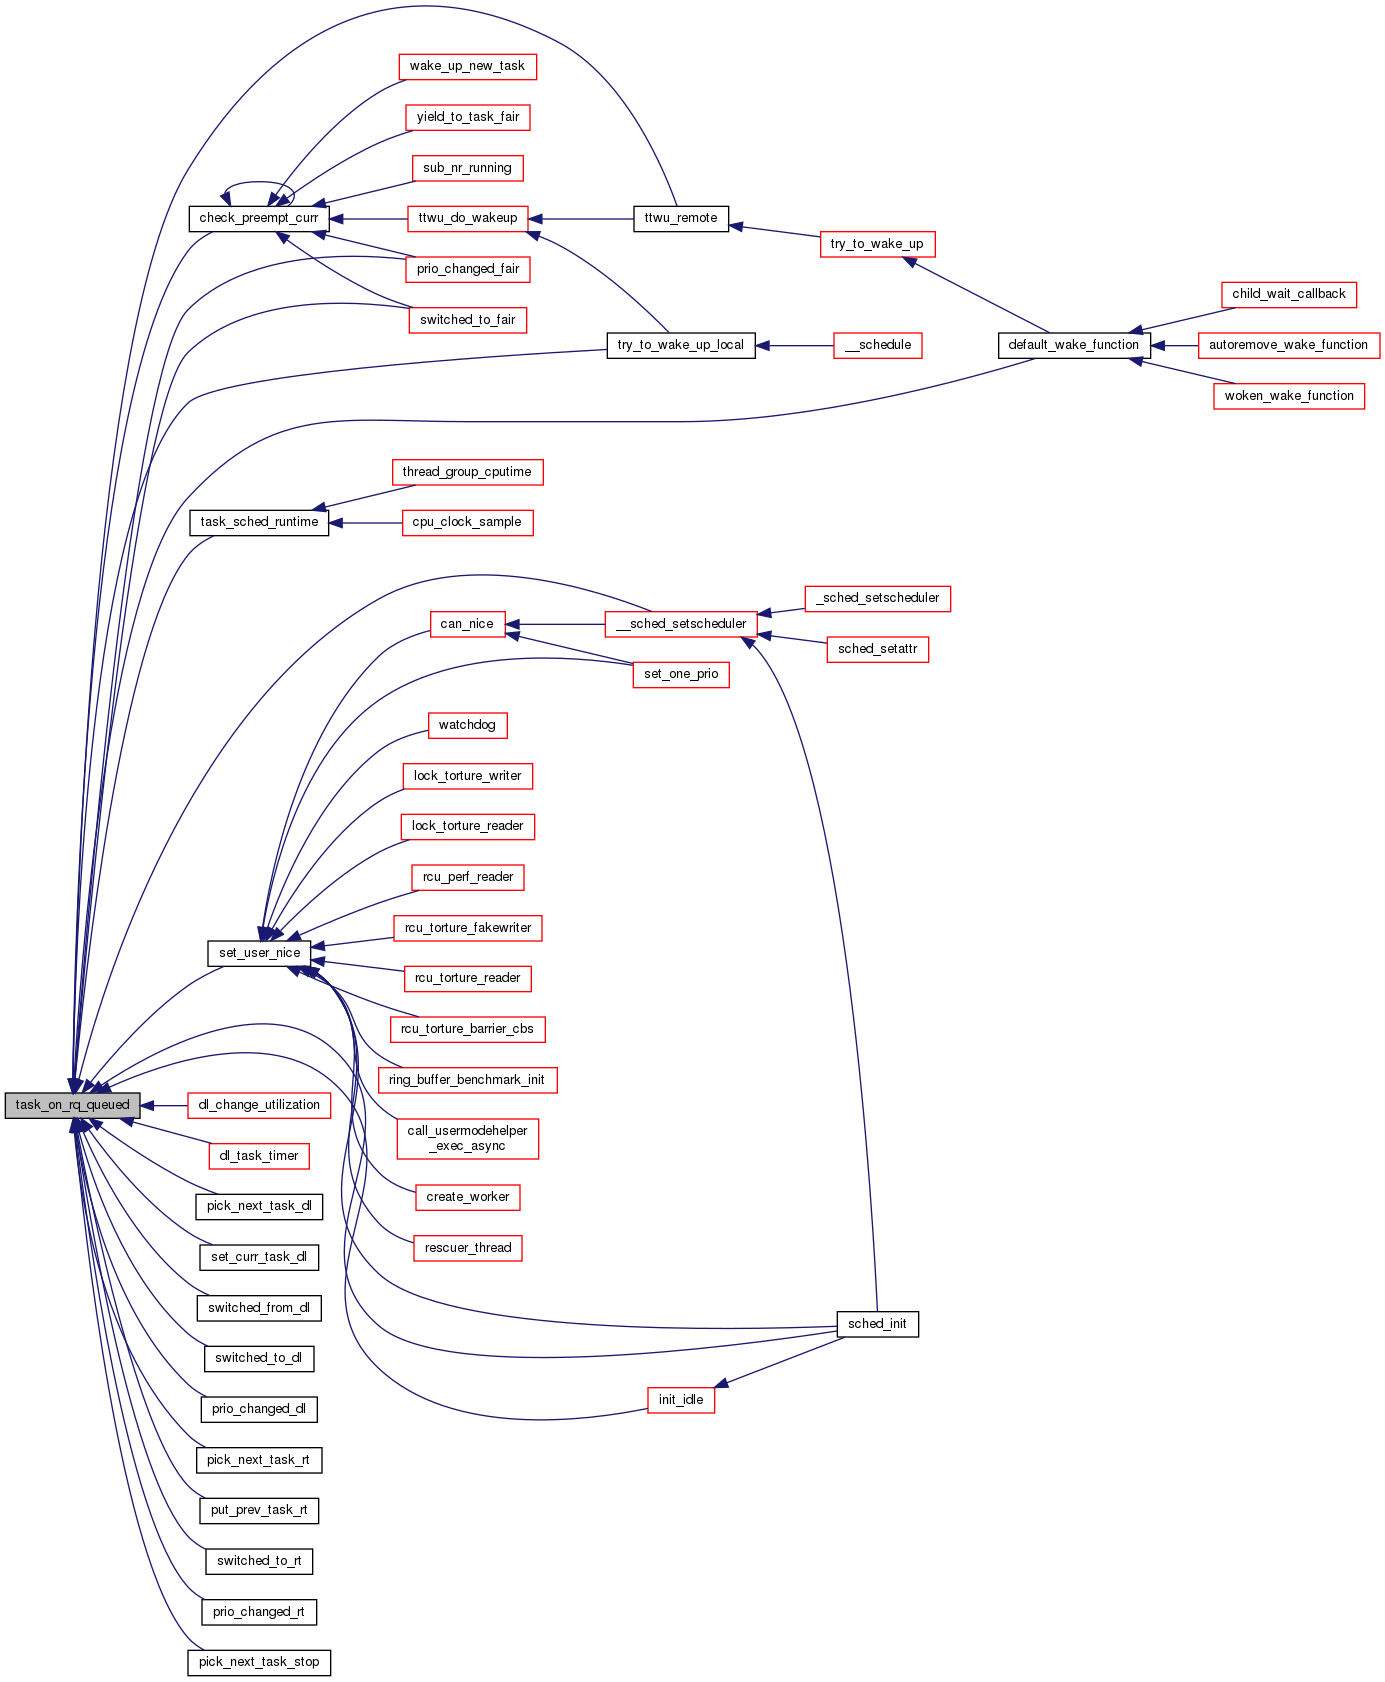 wake_up_new_task
yield_to_task_fair
sub_nr_running
check_preempt_curr
ttwu_do_wakeup
ttwu_remote
try_to_wake_up
prio_changed_fair
child_wait_callback
switched_to_fair
try_to_wake_up_local
__schedule
default_wake_function
autoremove_wake_function
woken_wake_function
thread_group_cputime
task_sched_runtime
cpu_clock_sample
_sched_setscheduler
can_nice
__sched_setscheduler
sched_setattr
set_one_prio
watchdog
lock_torture_writer
lock_torture_reader
rcu_perf_reader
rcu_torture_fakewriter
set_user_nice
rcu_torture_reader
rcu_torture_barrier_cbs
ring_buffer_benchmark_init
task_on_rq_queued
dl_change_utilization
call_usermodehelper
_exec_async
dl_task_timer
create_worker
pick_next_task_dl
rescuer_thread
set_curr_task_dl
switched_from_dl
sched_init
switched_to_dl
init_idle
prio_changed_dl
pick_next_task_rt
put_prev_task_rt
switched_to_rt
prio_changed_rt
pick_next_task_stop